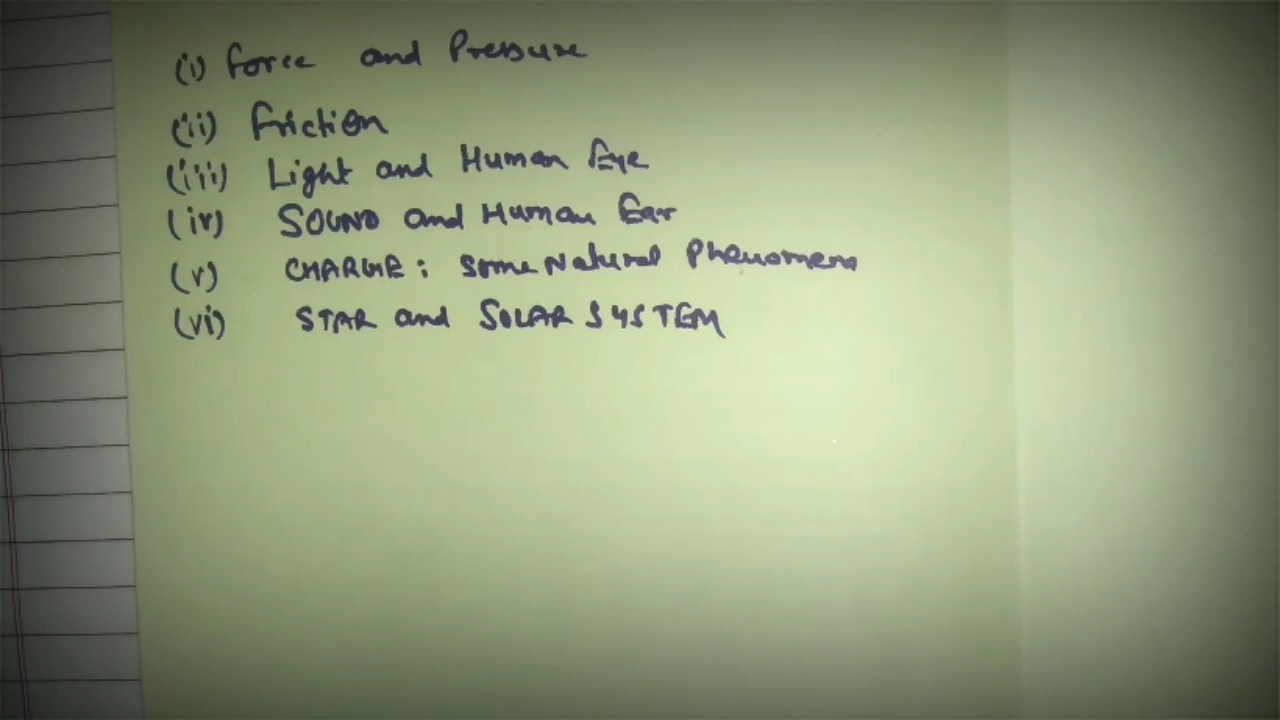 (i) Force and Pressure
(ii) Friction
(iii) Light and Human Eye
(iv) SOUND and Human Ear
(v) CHARGE: Some Natural Phenomena
(vi) STAR and SOLAR SYSTEM